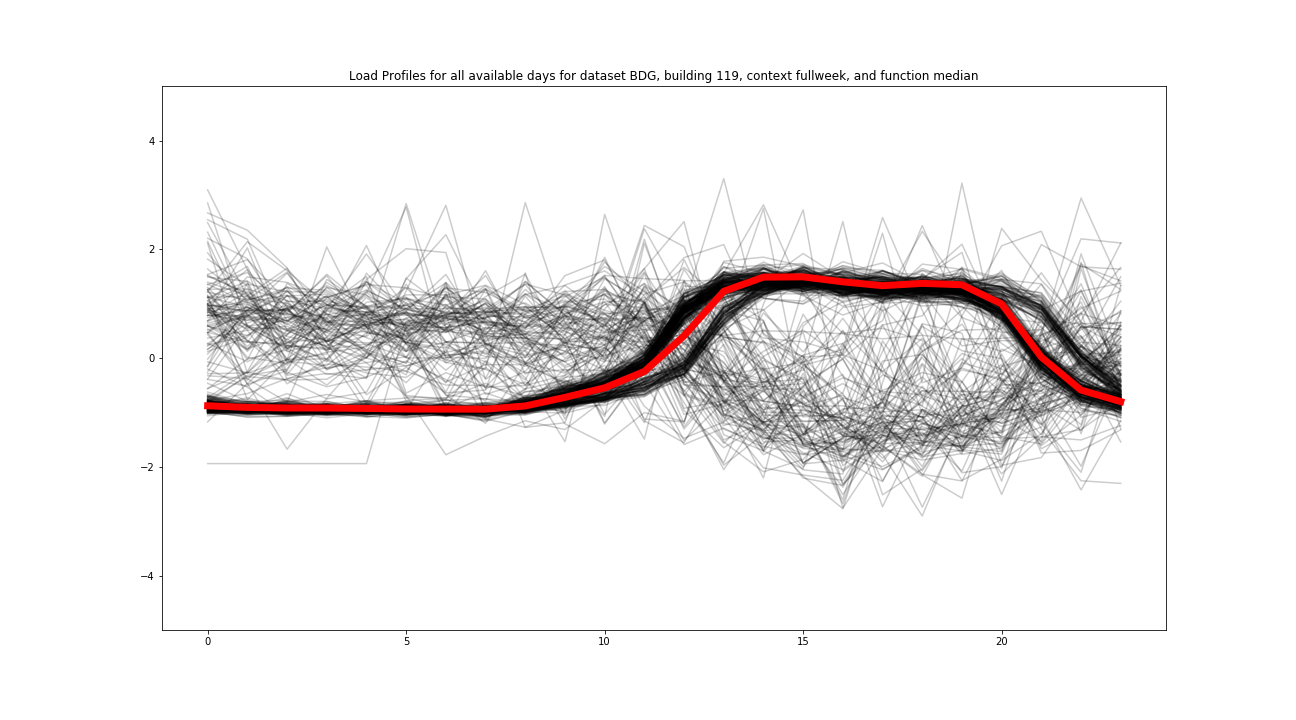 Load Profiles for all available days for dataset BDG, building 119, context fullweek, and function median
4
2
0
−2
−4
0 5 10 15 20